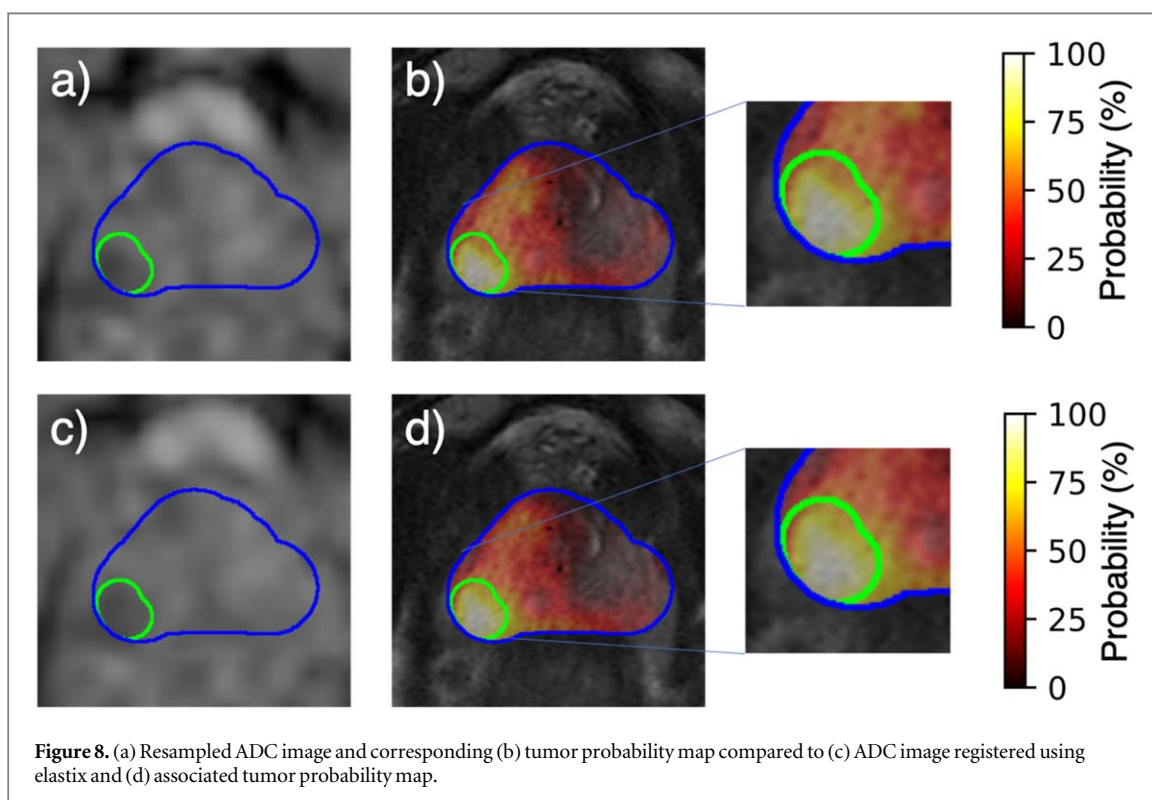 a)
b)
100
75
50
25
0
Probability (%)
c)
d)
100
75
50
25
0
Probability (%)
Figure 8. (a) Resampled ADC image and corresponding (b) tumor probability map compared to (c) ADC image registered using
elastix and (d) associated tumor probability map.